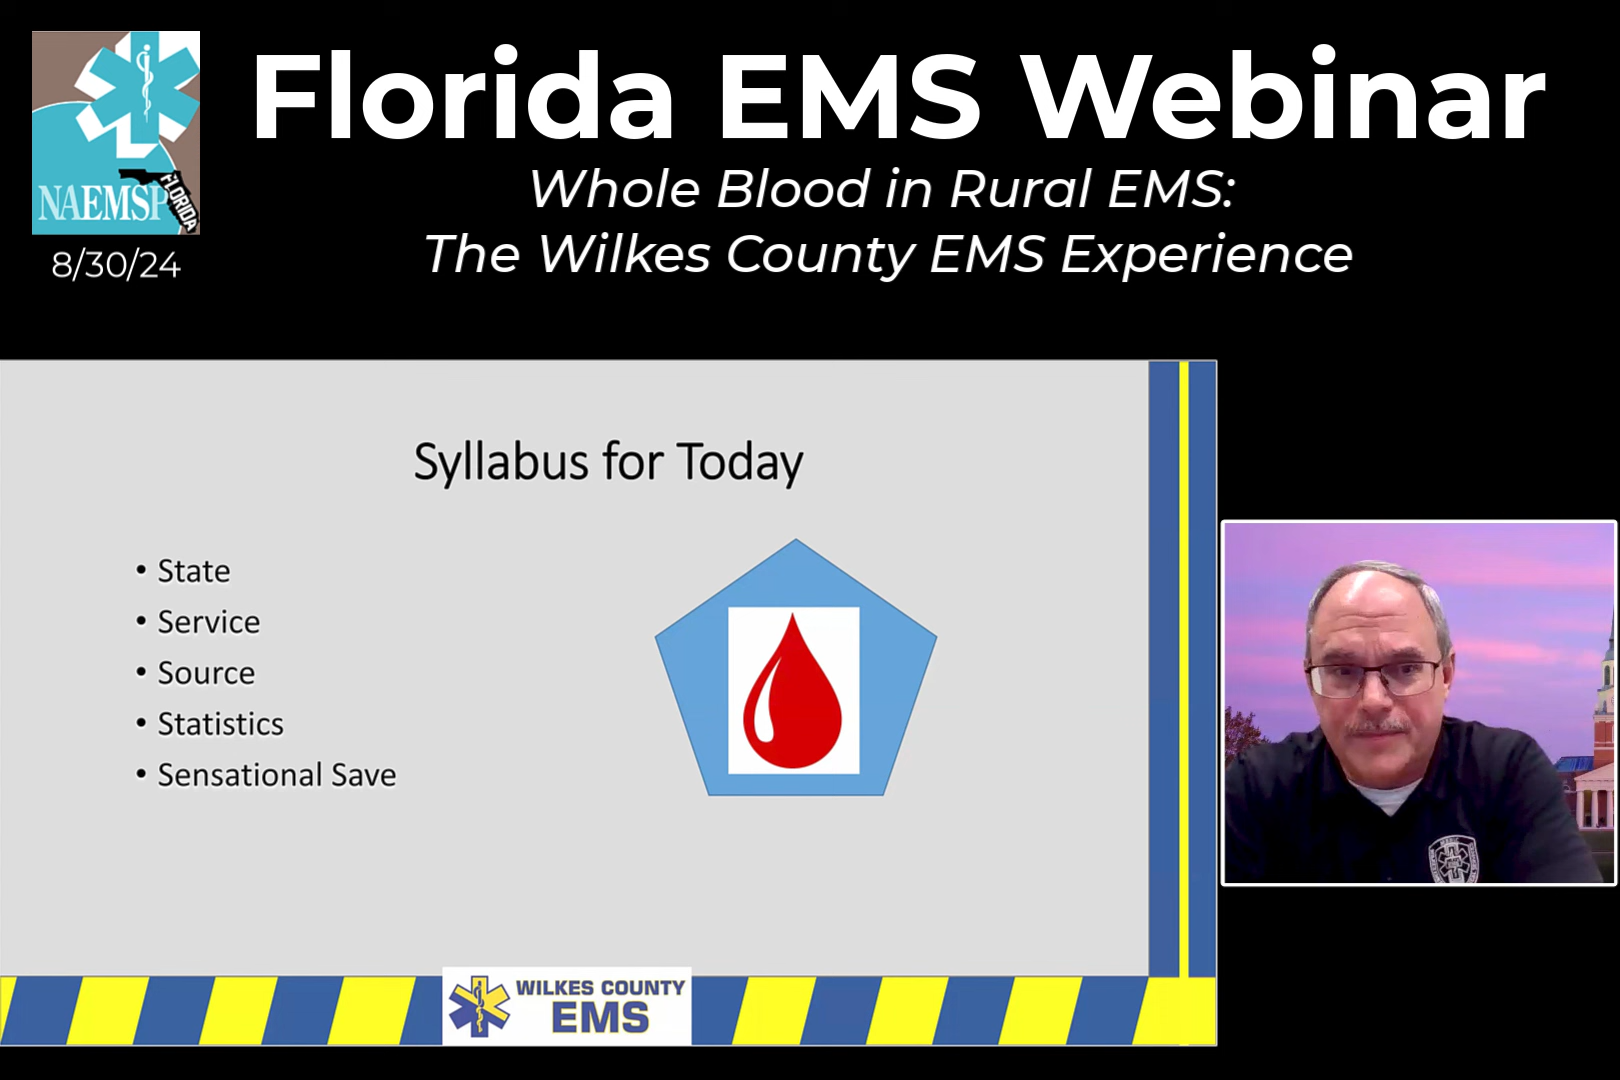 Florida EMS Webinar
Whole Blood in Rural EMS:
The Wilkes County EMS Experience
NAEMSP
FLORIDA
8/30/24
Syllabus for Today
• State
• Service
• Source
• Statistics
• Sensational Save
WILKES COUNTY
EMS